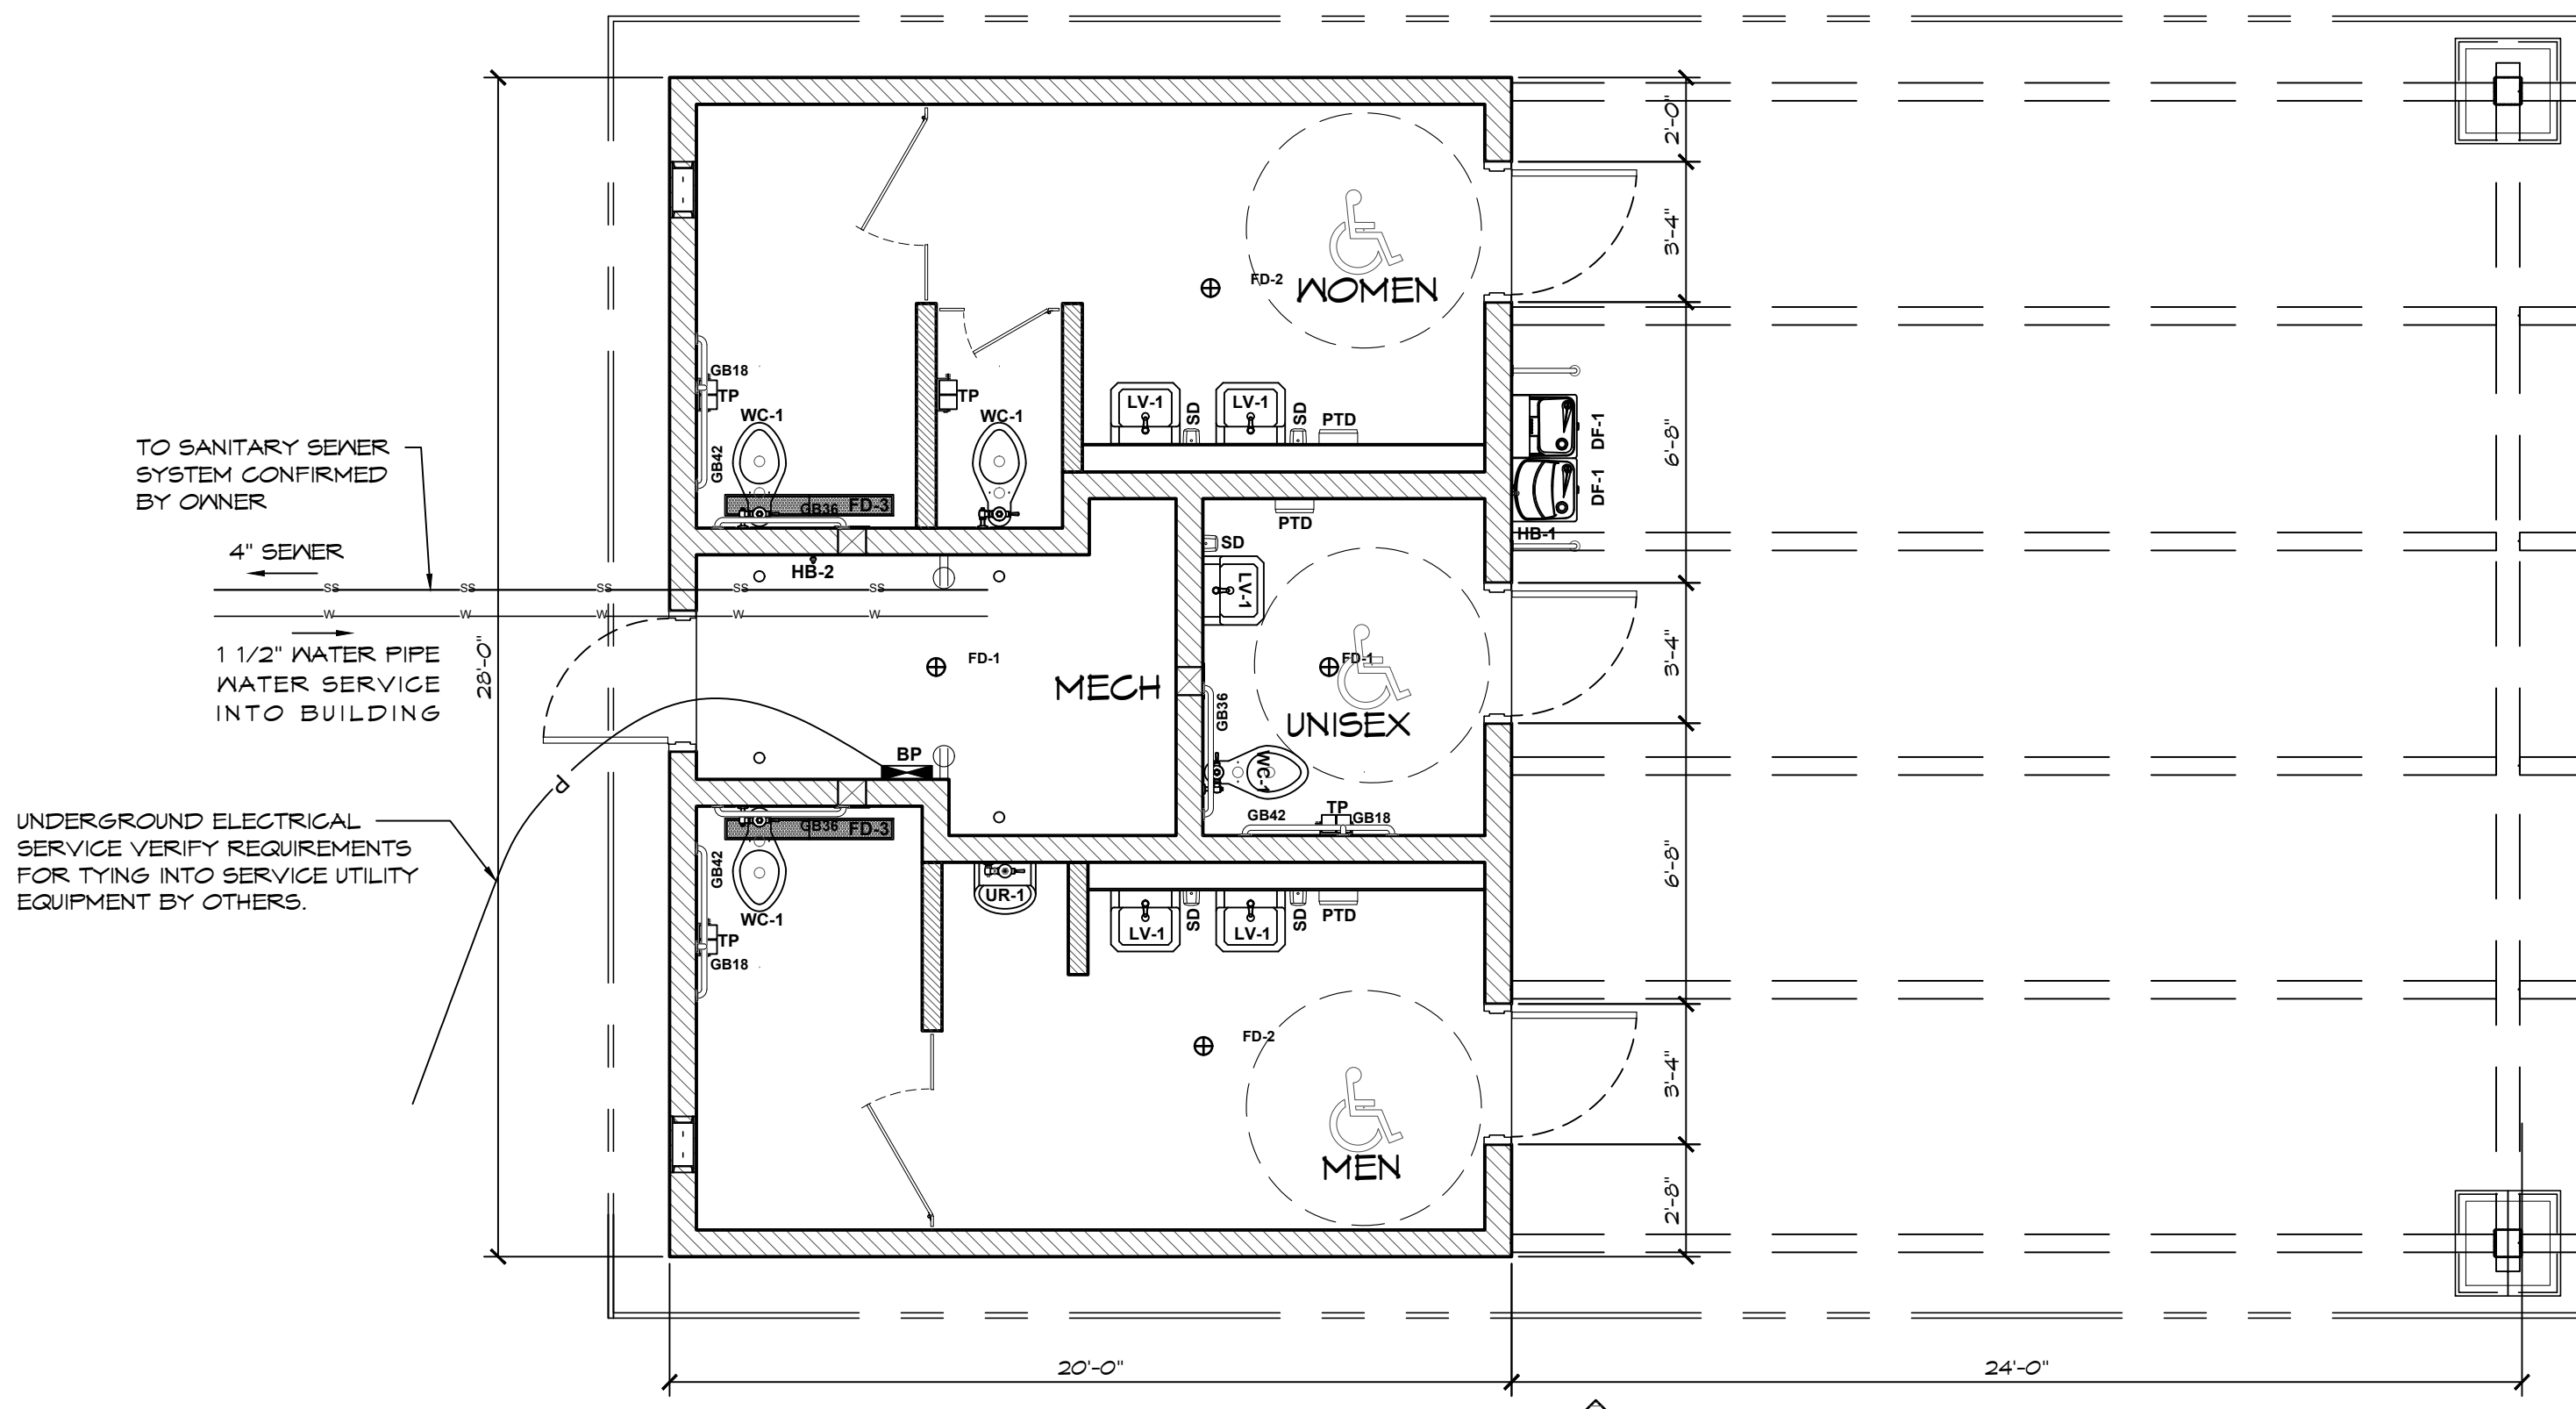 2'-0"
3'-4"
FD-2
WOMEN
GB18
TP
WC-1
GB42
GB36
FD-3
TP
WC-1
LV-1
SD
LV-1
SD
PTD
6'-8"
DF-1
DF-1
HB-1
TO SANITARY SEWER
SYSTEM CONFIRMED
BY OWNER
4" SEWER
SS SS SS SS SS
W W W W W
1 1/2" WATER PIPE
WATER SERVICE
INTO BUILDING
28'-0"
HB-2
FD-1
MECH
BP
P
PTD
SD
LV-1
FD-1
UNISEX
GB36
WC-1
GB42
TP
GB18
3'-4"
UNDERGROUND ELECTRICAL
SERVICE VERIFY REQUIREMENTS
FOR TYING INTO SERVICE UTILITY
EQUIPMENT BY OTHERS.
GB36
FD-3
GB42
WC-1
TP
GB18
UR-1
LV-1
SD
LV-1
SD
PTD
6'-8"
FD-2
MEN
3'-4"
2'-8"
20'-0"
24'-0"